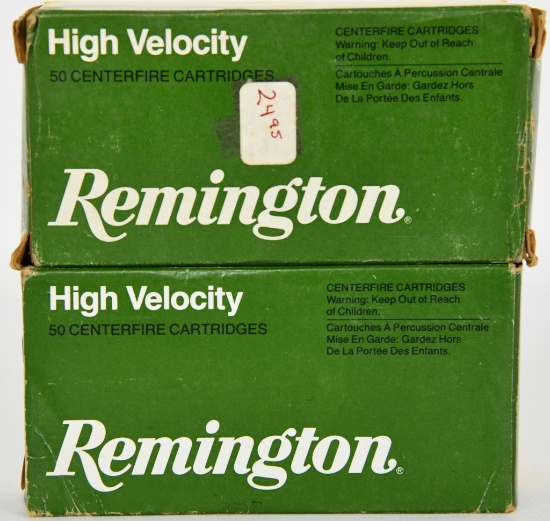 High Velocity
50 CENTERFIRE CARTRIDGES
CENTERFIRE CARTRIDGES
Warning: Keep Out of Reach
of Children.
Cartouches À Percussion Centrale
Mise En Garde: Gardez Hors
De La Portée Des Enfants.
24 95
Remington®
High Velocity
50 CENTERFIRE CARTRIDGES
CENTERFIRE CARTRIDGES
Warning: Keep Out of Reach
of Children.
Cartouches À Percussion Centrale
Mise En Garde: Gardez Hors
De La Portée Des Enfants.
Remington®